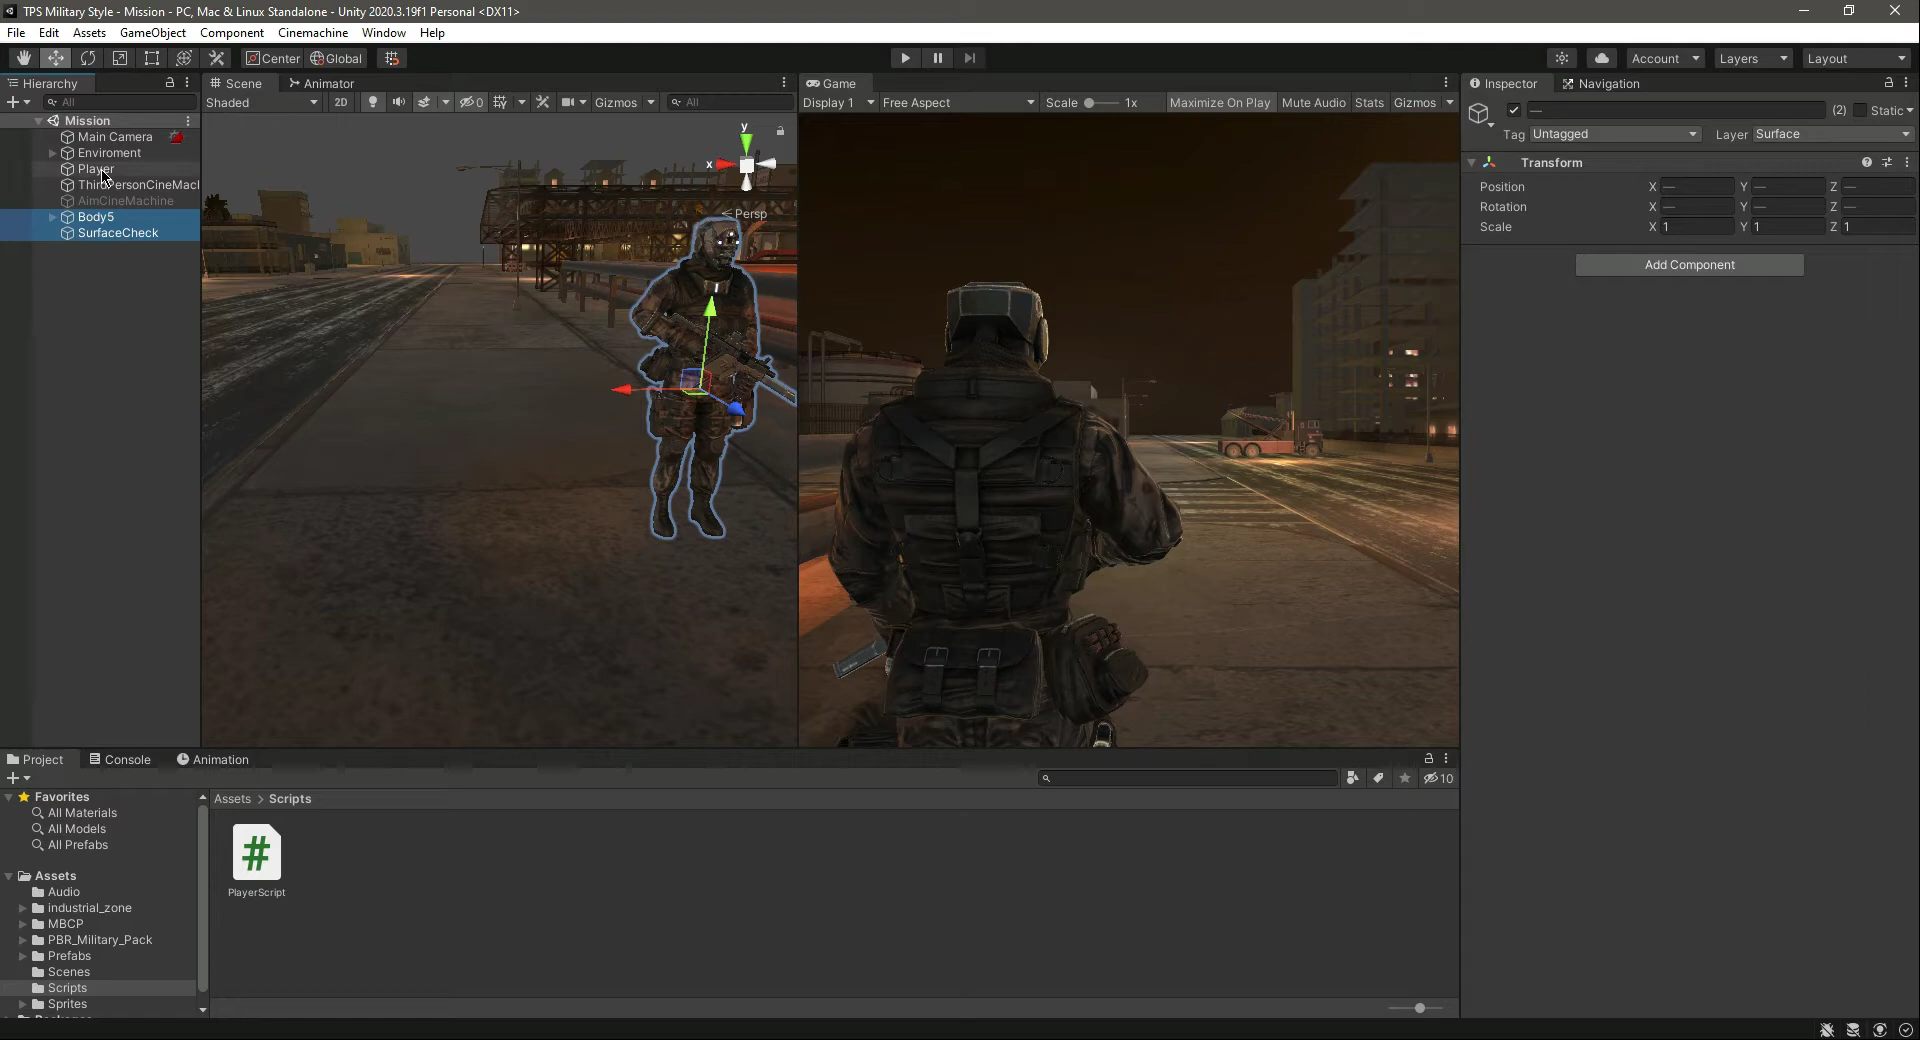 TPS Military Style - Mission - PC, Mac & Linux Standalone - Unity 2020.3.19f1 Personal <DX11>
File Edit Assets GameObject Component Cinemachine Window Help
Center Global Account Layers Layout
Hierarchy
All
Mission
Main Camera
Enviroment
Player
ThirdPersonCineMacl
AimCineMachine
Body5
SurfaceCheck
Scene Animator
Shaded 2D 0 Gizmos All
y
x
Persp
Game
Display 1 Free Aspect Scale 1x Maximize On Play Mute Audio Stats Gizmos
Inspector Navigation
— (2) Static
Tag Untagged Layer Surface
Transform
Position X — Y — Z —
Rotation X — Y — Z —
Scale X 1 Y 1 Z 1
Add Component
Project Console Animation
10
Favorites
All Materials
All Models
All Prefabs
Assets
Audio
industrial_zone
MBCP
PBR_Military_Pack
Prefabs
Scenes
Scripts
Sprites
Assets > Scripts
#
PlayerScript